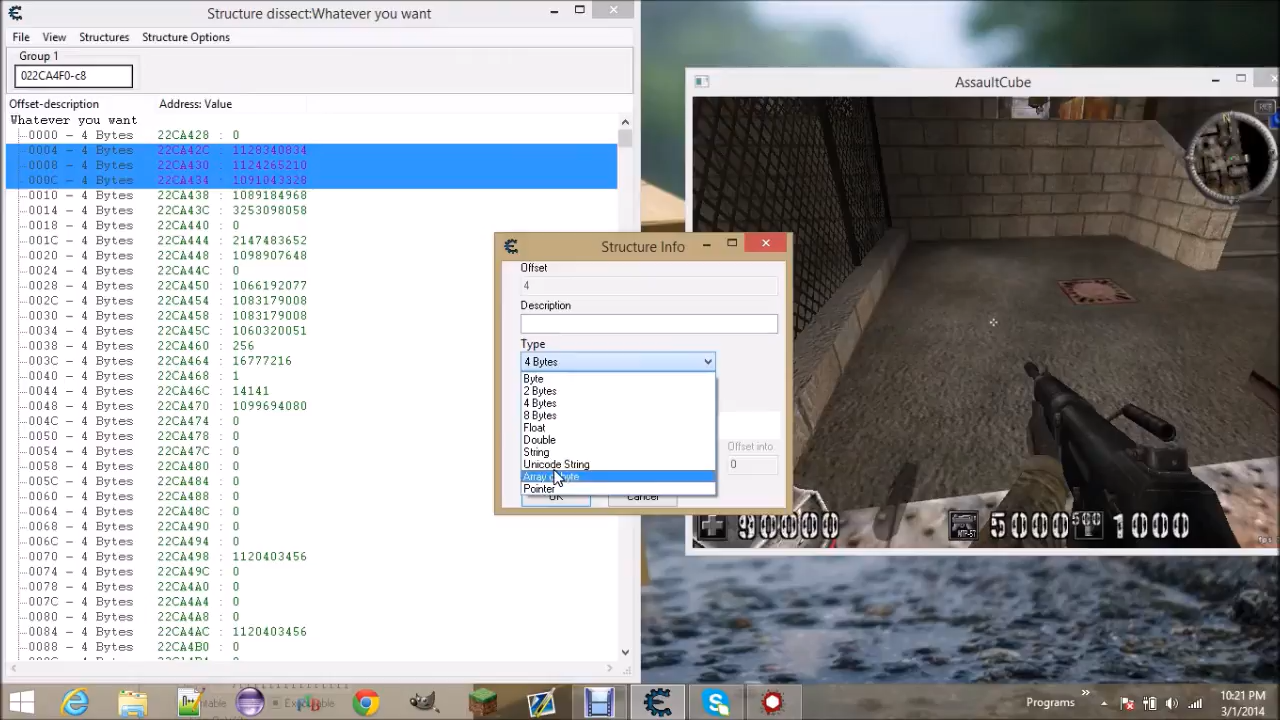 Structure dissect:Whatever you want
File View Structures Structure Options
Group 1
022CA4F0-c8
Offset-description Address: Value
Whatever you want
0000 - 4 Bytes 22CA428 : 0
0004 - 4 Bytes 22CA42C : 1128340834
0008 - 4 Bytes 22CA430 : 1124265210
000C - 4 Bytes 22CA434 : 1091043328
0010 - 4 Bytes 22CA438 : 1089184968
0014 - 4 Bytes 22CA43C : 3253098058
0018 - 4 Bytes 22CA440 : 0
001C - 4 Bytes 22CA444 : 2147483652
0020 - 4 Bytes 22CA448 : 1098907648
0024 - 4 Bytes 22CA44C : 0
0028 - 4 Bytes 22CA450 : 1066192077
002C - 4 Bytes 22CA454 : 1083179008
0030 - 4 Bytes 22CA458 : 1083179008
0034 - 4 Bytes 22CA45C : 1060320051
0038 - 4 Bytes 22CA460 : 256
003C - 4 Bytes 22CA464 : 16777216
0040 - 4 Bytes 22CA468 : 1
0044 - 4 Bytes 22CA46C : 14141
0048 - 4 Bytes 22CA470 : 1099694080
004C - 4 Bytes 22CA474 : 0
0050 - 4 Bytes 22CA478 : 0
0054 - 4 Bytes 22CA47C : 0
0058 - 4 Bytes 22CA480 : 0
005C - 4 Bytes 22CA484 : 0
0060 - 4 Bytes 22CA488 : 0
0064 - 4 Bytes 22CA48C : 0
0068 - 4 Bytes 22CA490 : 0
006C - 4 Bytes 22CA494 : 0
0070 - 4 Bytes 22CA498 : 1120403456
0074 - 4 Bytes 22CA49C : 0
0078 - 4 Bytes 22CA4A0 : 0
007C - 4 Bytes 22CA4A4 : 0
0080 - 4 Bytes 22CA4A8 : 0
0084 - 4 Bytes 22CA4AC : 1120403456
0088 - 4 Bytes 22CA4B0 : 0
Structure Info
Offset
4
Description
Type
4 Bytes
Byte
2 Bytes
4 Bytes
8 Bytes
Float
Double
String
Unicode String
Array of byte
Pointer
Offset into
0
OK Cancel
AssaultCube
90000 MTP-57 5000 500 1000
fps
Programs
10:21 PM
3/1/2014